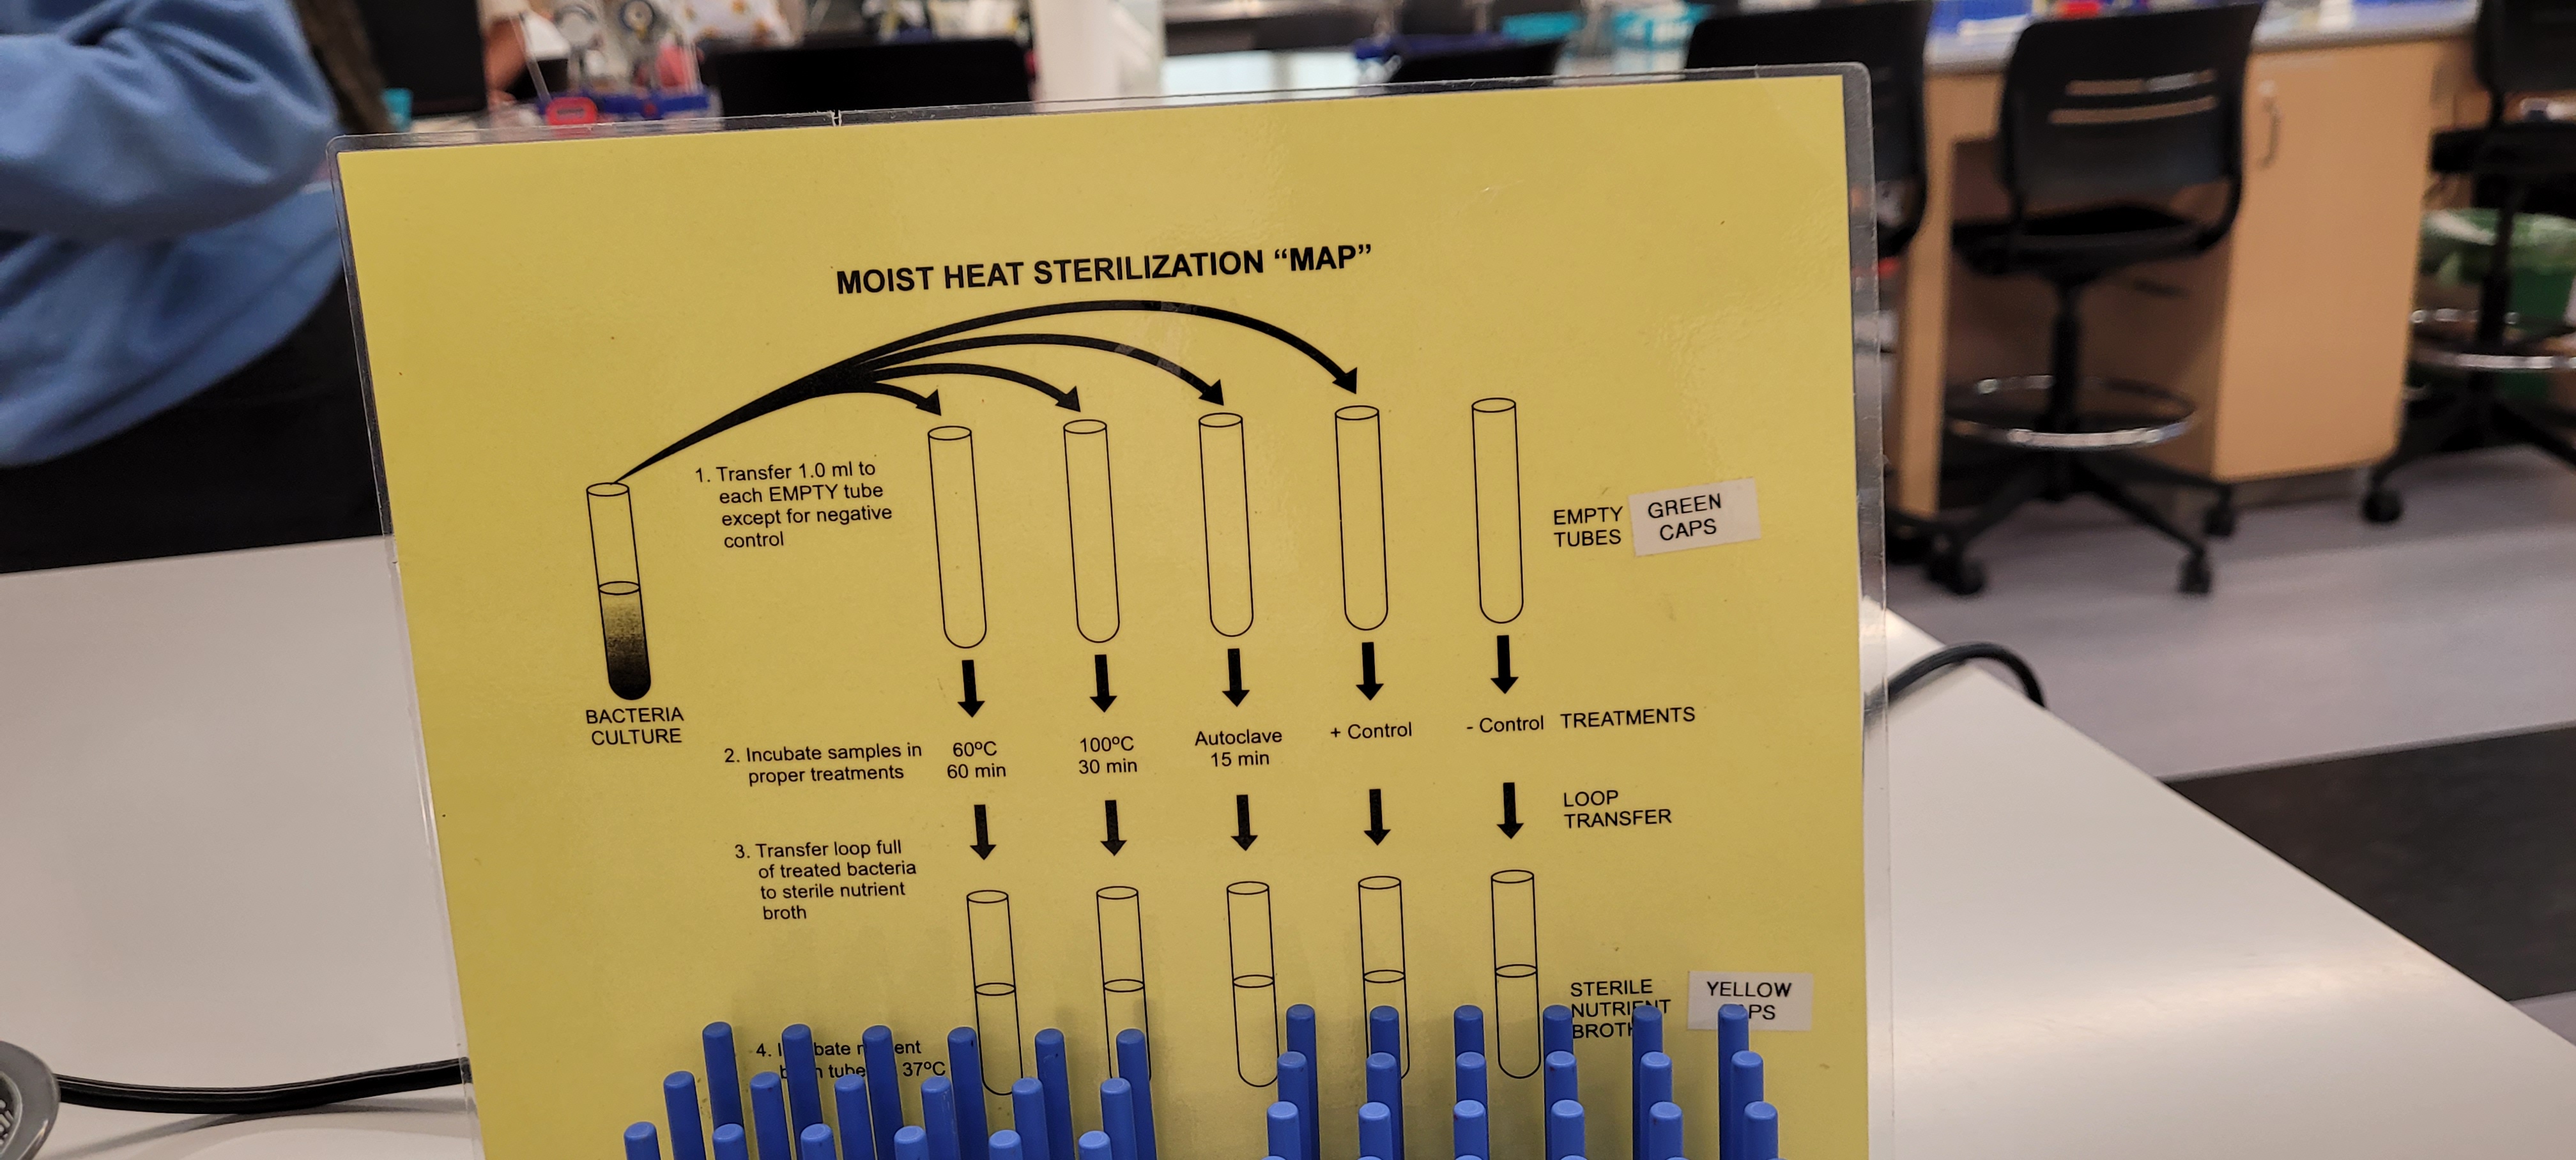 MOIST HEAT STERILIZATION “MAP”
1. Transfer 1.0 ml to
each EMPTY tube
except for negative
control
EMPTY
TUBES
GREEN
CAPS
BACTERIA
CULTURE
2. Incubate samples in
proper treatments
60ºC
60 min
100ºC
30 min
Autoclave
15 min
+ Control
- Control
TREATMENTS
LOOP
TRANSFER
3. Transfer loop full
of treated bacteria
to sterile nutrient
broth
STERILE
NUTRIENT
BROTH
YELLOW
4.
37ºC